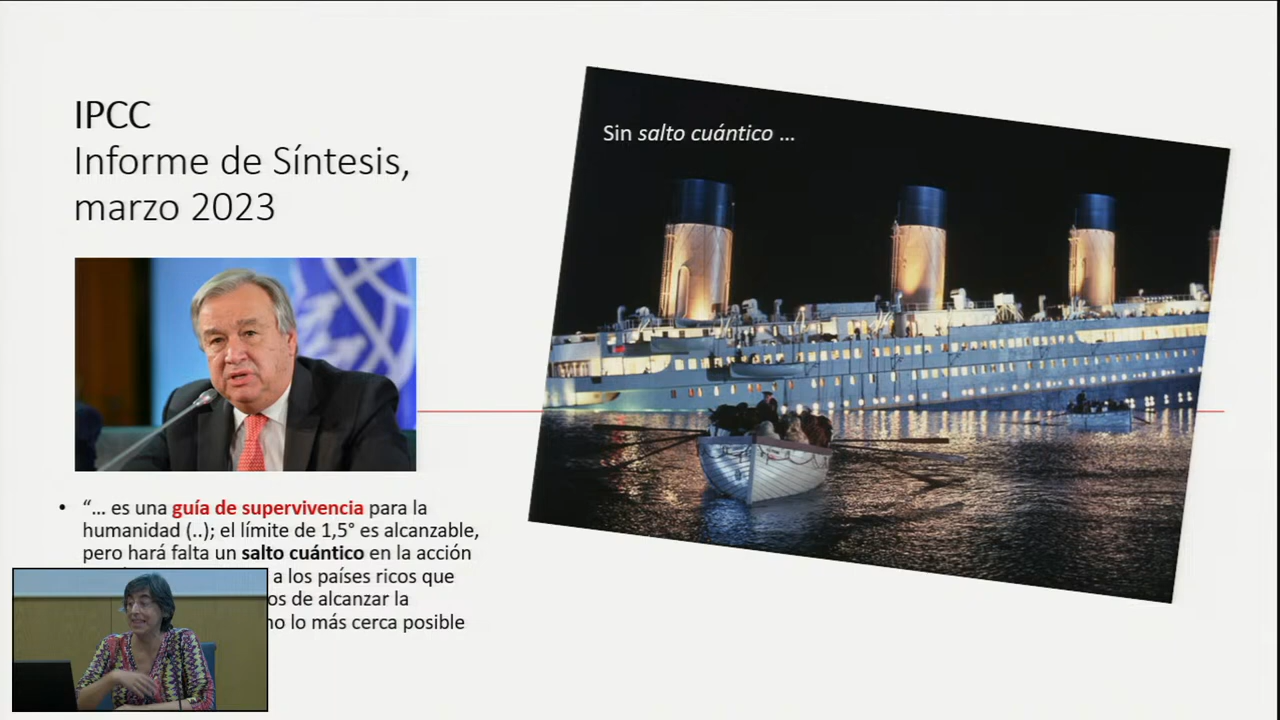 IPCC
Informe de Síntesis,
marzo 2023
Sin salto cuántico ...
• “... es una guía de supervivencia para la
humanidad (..); el límite de 1,5° es alcanzable,
pero hará falta un salto cuántico en la acción
a los países ricos que
de alcanzar la
lo más cerca posible